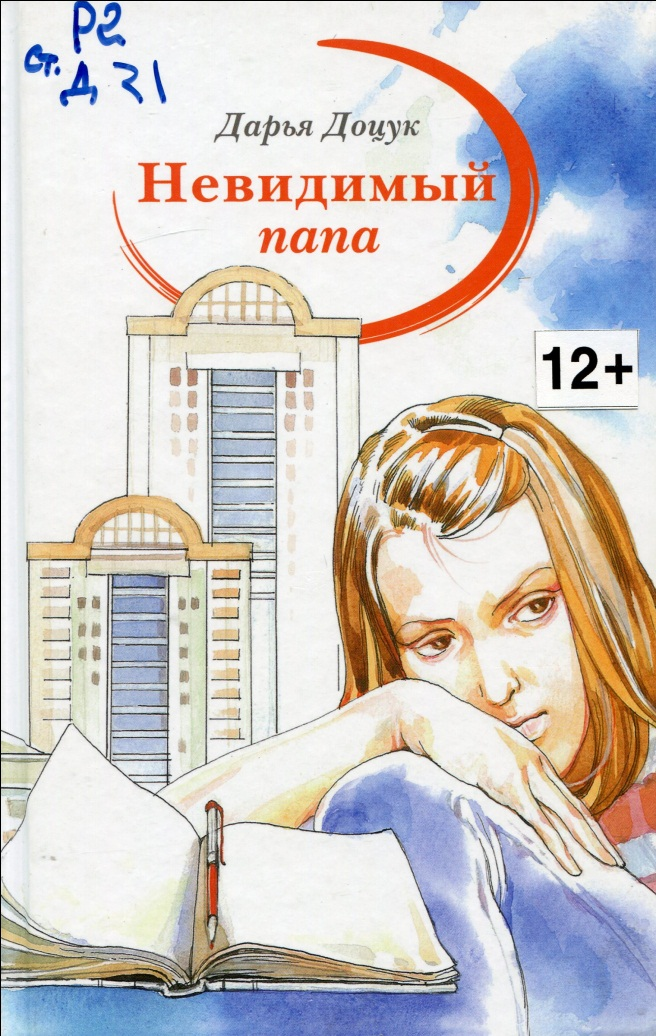 Р2
ст. Д 21
Дарья Доцук
Невидимый
папа
12+